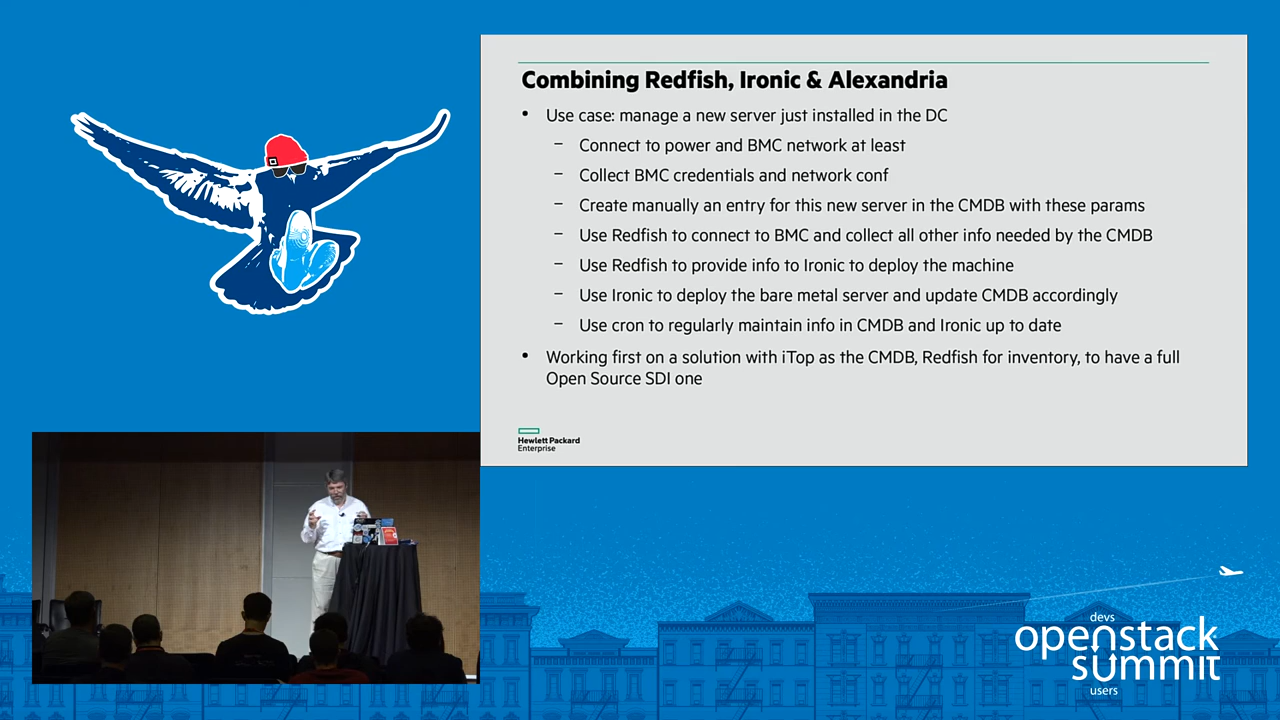 Combining Redfish, Ironic & Alexandria
• Use case: manage a new server just installed in the DC
– Connect to power and BMC network at least
– Collect BMC credentials and network conf
– Create manually an entry for this new server in the CMDB with these params
– Use Redfish to connect to BMC and collect all other info needed by the CMDB
– Use Redfish to provide info to Ironic to deploy the machine
– Use Ironic to deploy the bare metal server and update CMDB accordingly
– Use cron to regularly maintain info in CMDB and Ironic up to date
• Working first on a solution with iTop as the CMDB, Redfish for inventory, to have a full
Open Source SDI one
Hewlett Packard
Enterprise
devs
openstack
summit
users